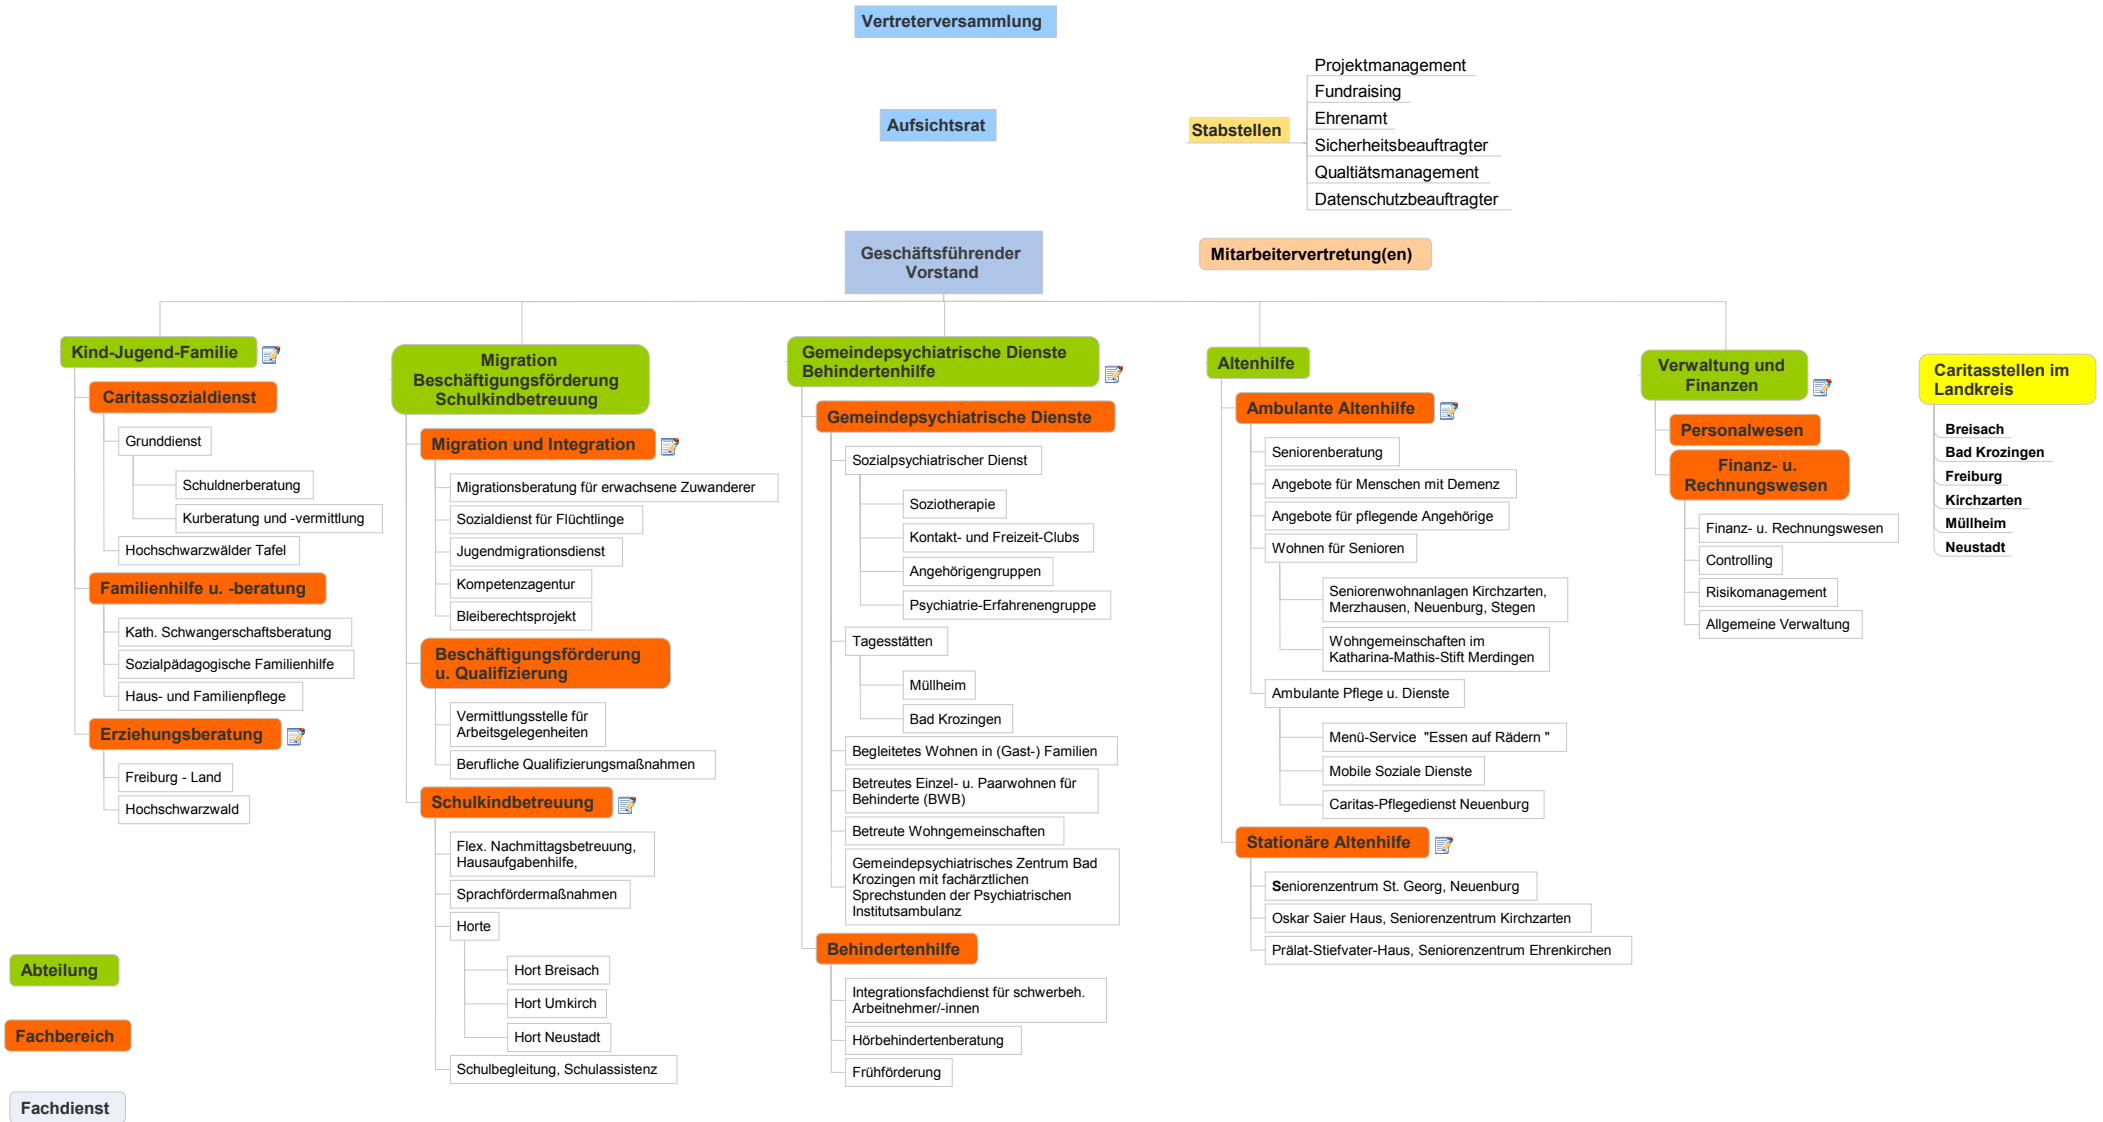 Vertreterversammlung
Aufsichtsrat
Stabstellen
Projektmanagement
Fundraising
Ehrenamt
Sicherheitsbeauftragter
Qualtiätsmanagement
Datenschutzbeauftragter
Geschäftsführender
Vorstand
Mitarbeitervertretung(en)
Kind-Jugend-Familie
Caritassozialdienst
Grunddienst
Schuldnerberatung
Kurberatung und -vermittlung
Hochschwarzwälder Tafel
Familienhilfe u. -beratung
Kath. Schwangerschaftsberatung
Sozialpädagogische Familienhilfe
Haus- und Familienpflege
Erziehungsberatung
Freiburg - Land
Hochschwarzwald
Migration
Beschäftigungsförderung
Schulkindbetreuung
Migration und Integration
Migrationsberatung für erwachsene Zuwanderer
Sozialdienst für Flüchtlinge
Jugendmigrationsdienst
Kompetenzagentur
Bleiberechtsprojekt
Beschäftigungsförderung
u. Qualifizierung
Vermittlungsstelle für
Arbeitsgelegenheiten
Berufliche Qualifizierungsmaßnahmen
Schulkindbetreuung
Flex. Nachmittagsbetreuung,
Hausaufgabenhilfe,
Sprachfördermaßnahmen
Horte
Hort Breisach
Hort Umkirch
Hort Neustadt
Schulbegleitung, Schulassistenz
Gemeindepsychiatrische Dienste
Behindertenhilfe
Gemeindepsychiatrische Dienste
Sozialpsychiatrischer Dienst
Soziotherapie
Kontakt- und Freizeit-Clubs
Angehörigengruppen
Psychiatrie-Erfahrenengruppe
Tagesstätten
Müllheim
Bad Krozingen
Begleitetes Wohnen in (Gast-) Familien
Betreutes Einzel- u. Paarwohnen für
Behinderte (BWB)
Betreute Wohngemeinschaften
Gemeindepsychiatrisches Zentrum Bad
Krozingen mit fachärztlichen
Sprechstunden der Psychiatrischen
Institutsambulanz
Behindertenhilfe
Integrationsfachdienst für schwerbeh.
Arbeitnehmer/-innen
Hörbehindertenberatung
Frühförderung
Altenhilfe
Ambulante Altenhilfe
Seniorenberatung
Angebote für Menschen mit Demenz
Angebote für pflegende Angehörige
Wohnen für Senioren
Seniorenwohnanlagen Kirchzarten,
Merzhausen, Neuenburg, Stegen
Wohngemeinschaften im
Katharina-Mathis-Stift Merdingen
Ambulante Pflege u. Dienste
Menü-Service "Essen auf Rädern "
Mobile Soziale Dienste
Caritas-Pflegedienst Neuenburg
Stationäre Altenhilfe
Seniorenzentrum St. Georg, Neuenburg
Oskar Saier Haus, Seniorenzentrum Kirchzarten
Prälat-Stiefvater-Haus, Seniorenzentrum Ehrenkirchen
Verwaltung und
Finanzen
Personalwesen
Finanz- u.
Rechnungswesen
Finanz- u. Rechnungswesen
Controlling
Risikomanagement
Allgemeine Verwaltung
Caritasstellen im
Landkreis
Breisach
Bad Krozingen
Freiburg
Kirchzarten
Müllheim
Neustadt
Abteilung
Fachbereich
Fachdienst